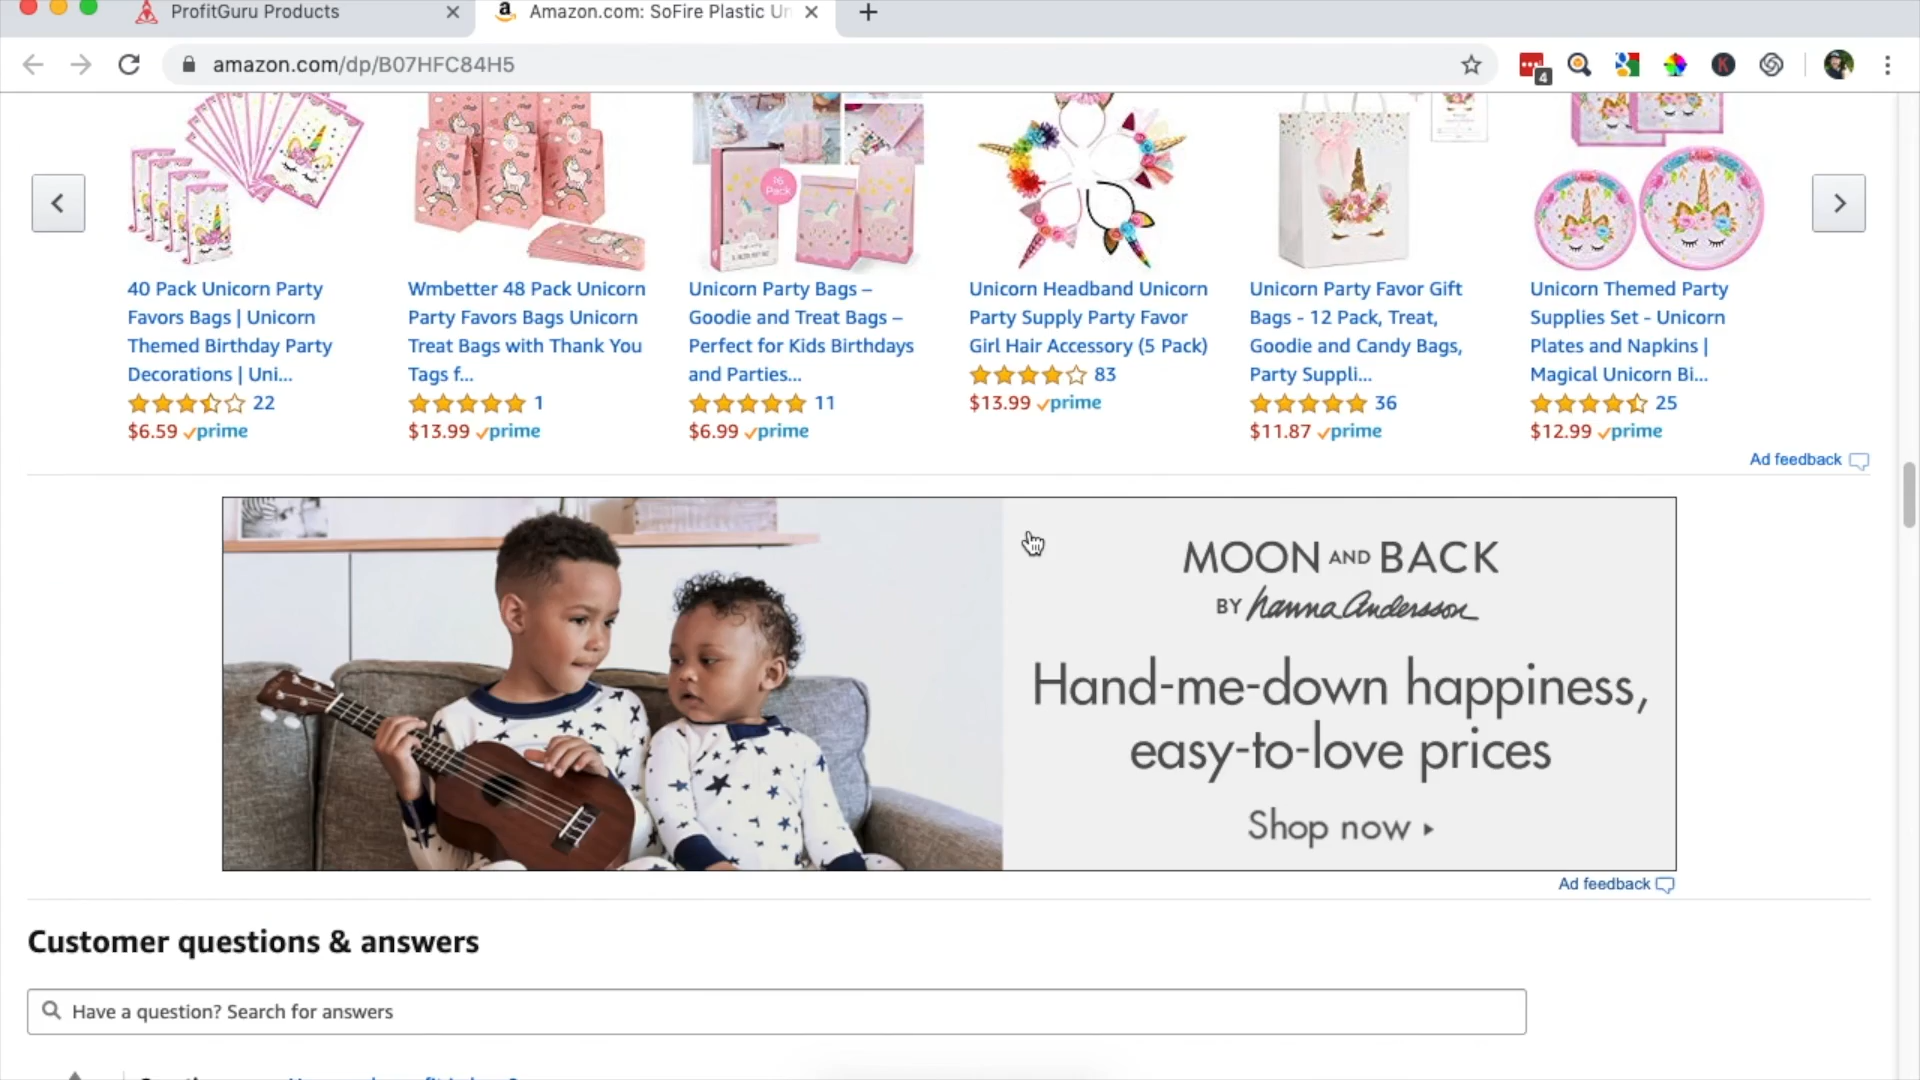 ProfitGuru Products
Amazon.com: SoFire Plastic Un
amazon.com/dp/B07HFC84H5
4
K
16 Pack
40 Pack Unicorn Party
Favors Bags | Unicorn
Themed Birthday Party
Decorations | Uni...
22
$6.59 prime
Wmbetter 48 Pack Unicorn
Party Favors Bags Unicorn
Treat Bags with Thank You
Tags f...
1
$13.99 prime
Unicorn Party Bags –
Goodie and Treat Bags –
Perfect for Kids Birthdays
and Parties...
11
$6.99 prime
Unicorn Headband Unicorn
Party Supply Party Favor
Girl Hair Accessory (5 Pack)
83
$13.99 prime
Unicorn Party Favor Gift
Bags - 12 Pack, Treat,
Goodie and Candy Bags,
Party Suppli...
36
$11.87 prime
Unicorn Themed Party
Supplies Set - Unicorn
Plates and Napkins |
Magical Unicorn Bi...
25
$12.99 prime
Ad feedback
MOON AND BACK
BY hanna Andersson
Hand-me-down happiness,
easy-to-love prices
Shop now
Ad feedback
Customer questions & answers
Have a question? Search for answers